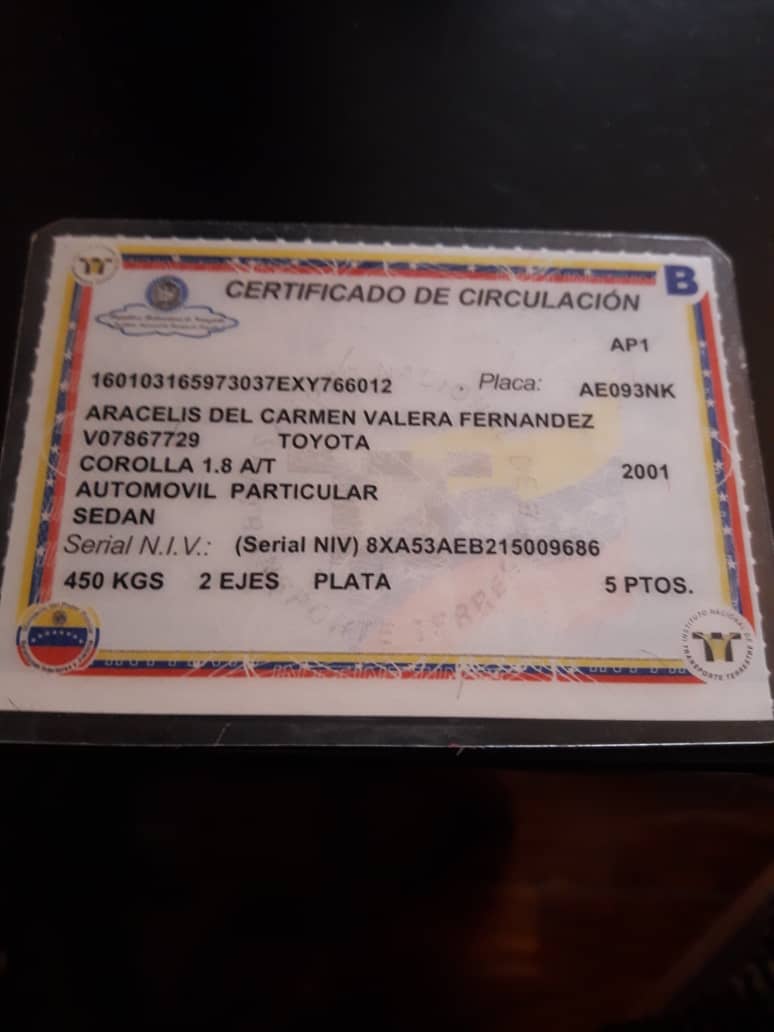 B
CERTIFICADO DE CIRCULACIÓN
AP1
160103165973037EXY766012 Placa: AE093NK
ARACELIS DEL CARMEN VALERA FERNANDEZ
V07867729 TOYOTA
COROLLA 1.8 A/T 2001
AUTOMOVIL PARTICULAR
SEDAN
Serial N.I.V.: (Serial NIV) 8XA53AEB215009686
450 KGS 2 EJES PLATA 5 PTOS.
INSTITUTO NACIONAL DE TRANSPORTE TERRESTRE